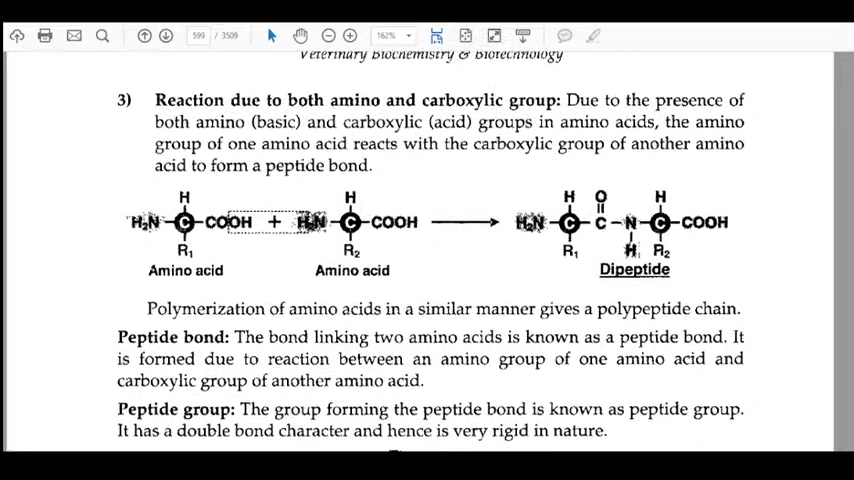 599 / 3509
162%
Veterinary Biochemistry & Biotechnology
3) Reaction due to both amino and carboxylic group: Due to the presence of
both amino (basic) and carboxylic (acid) groups in amino acids, the amino
group of one amino acid reacts with the carboxylic group of another amino
acid to form a peptide bond.
H H H O H
H₂N C COOH + H₂N C COOH H₂N C C N C COOH
R₁ R₂ R₁ H R₂
Amino acid Amino acid Dipeptide
Polymerization of amino acids in a similar manner gives a polypeptide chain.
Peptide bond: The bond linking two amino acids is known as a peptide bond. It
is formed due to reaction between an amino group of one amino acid and
carboxylic group of another amino acid.
Peptide group: The group forming the peptide bond is known as peptide group.
It has a double bond character and hence is very rigid in nature.